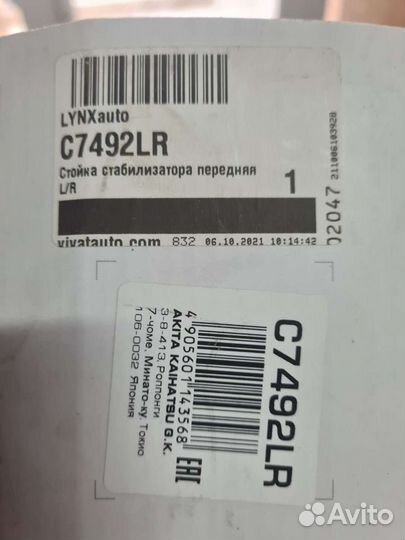 LYNXauto
C7492LR
Стойка стабилизатора передняя
L/R
1
vivatauto.com 832 06.10.2021 10:14:42
02047 211006103928
C7492LR
4 905601 143568
EAC
AKITA KAIHATSU G.K.
3-8-413, Роппонги
7-чоме, Минато-ку, Токио
106-0032 Япония
Avito